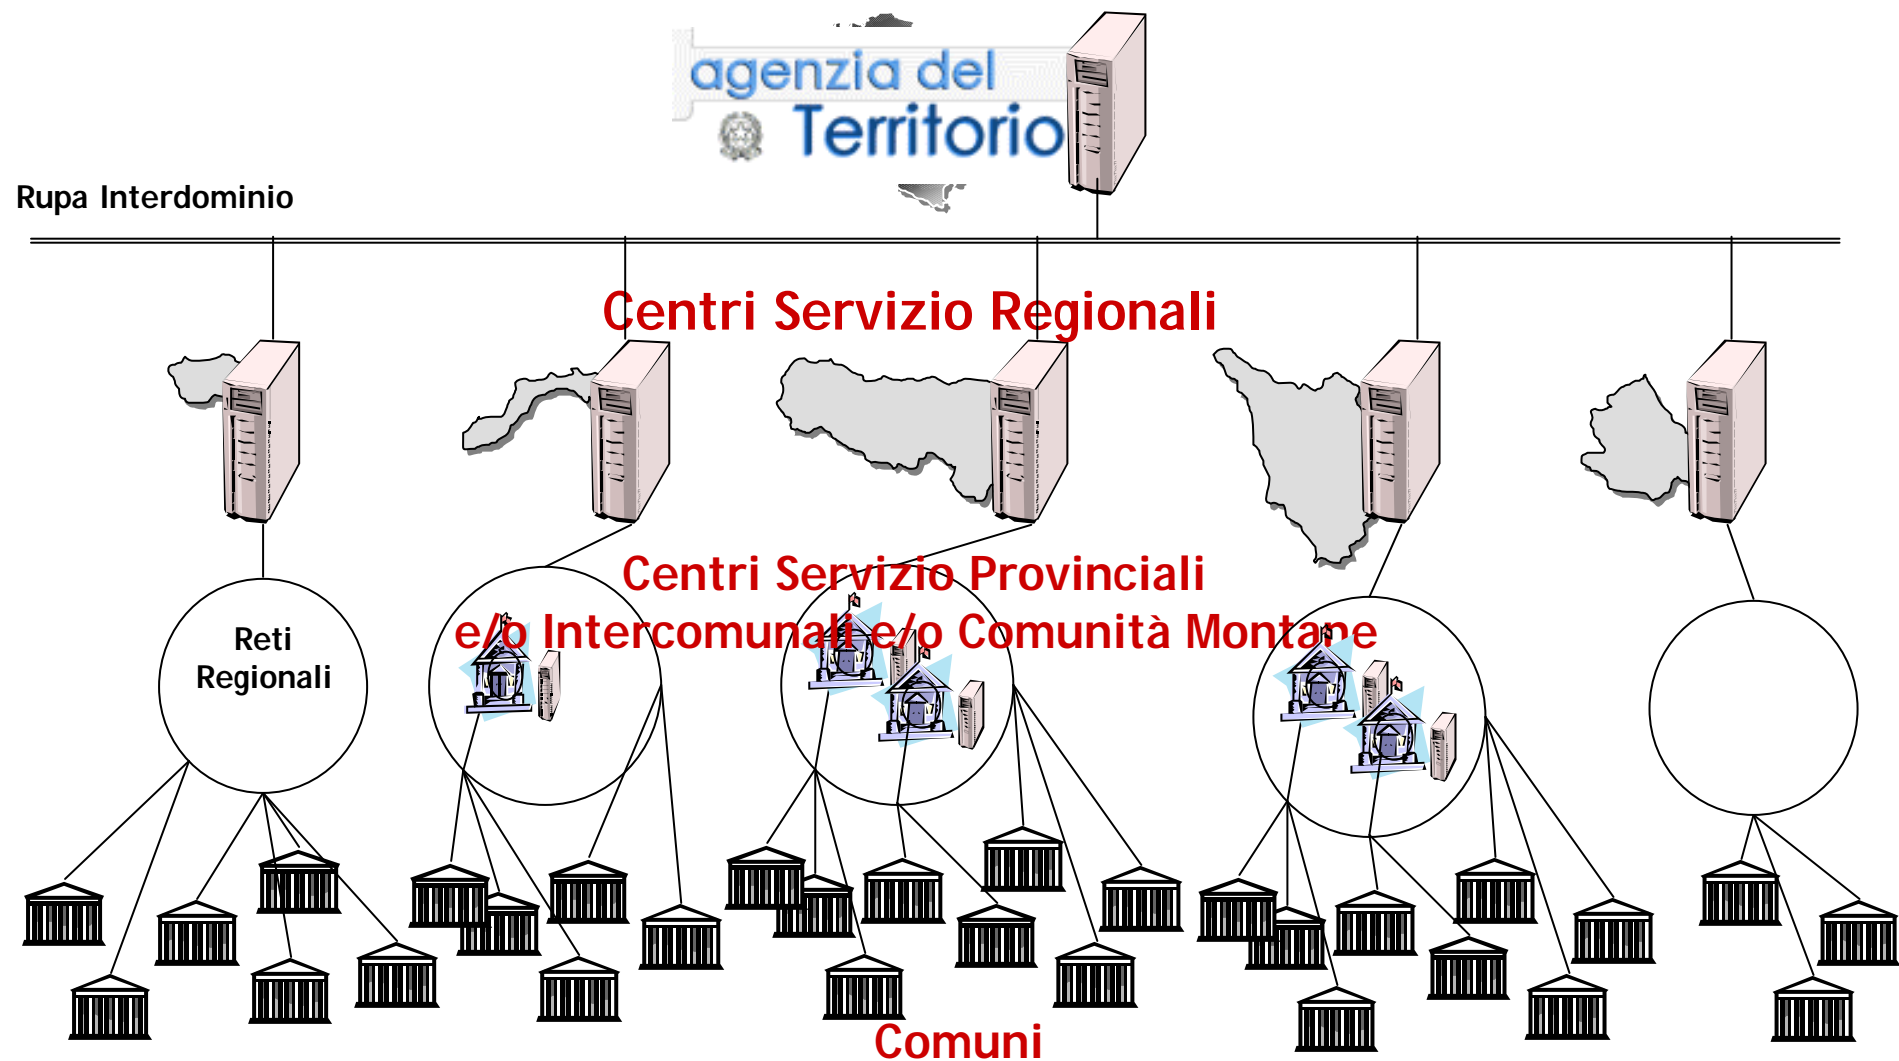 agenzia del
Territorio
Rupa Interdominio
Centri Servizio Regionali
Centri Servizio Provinciali
e/o Intercomunali e/o Comunità Montane
Reti
Regionali
Comuni